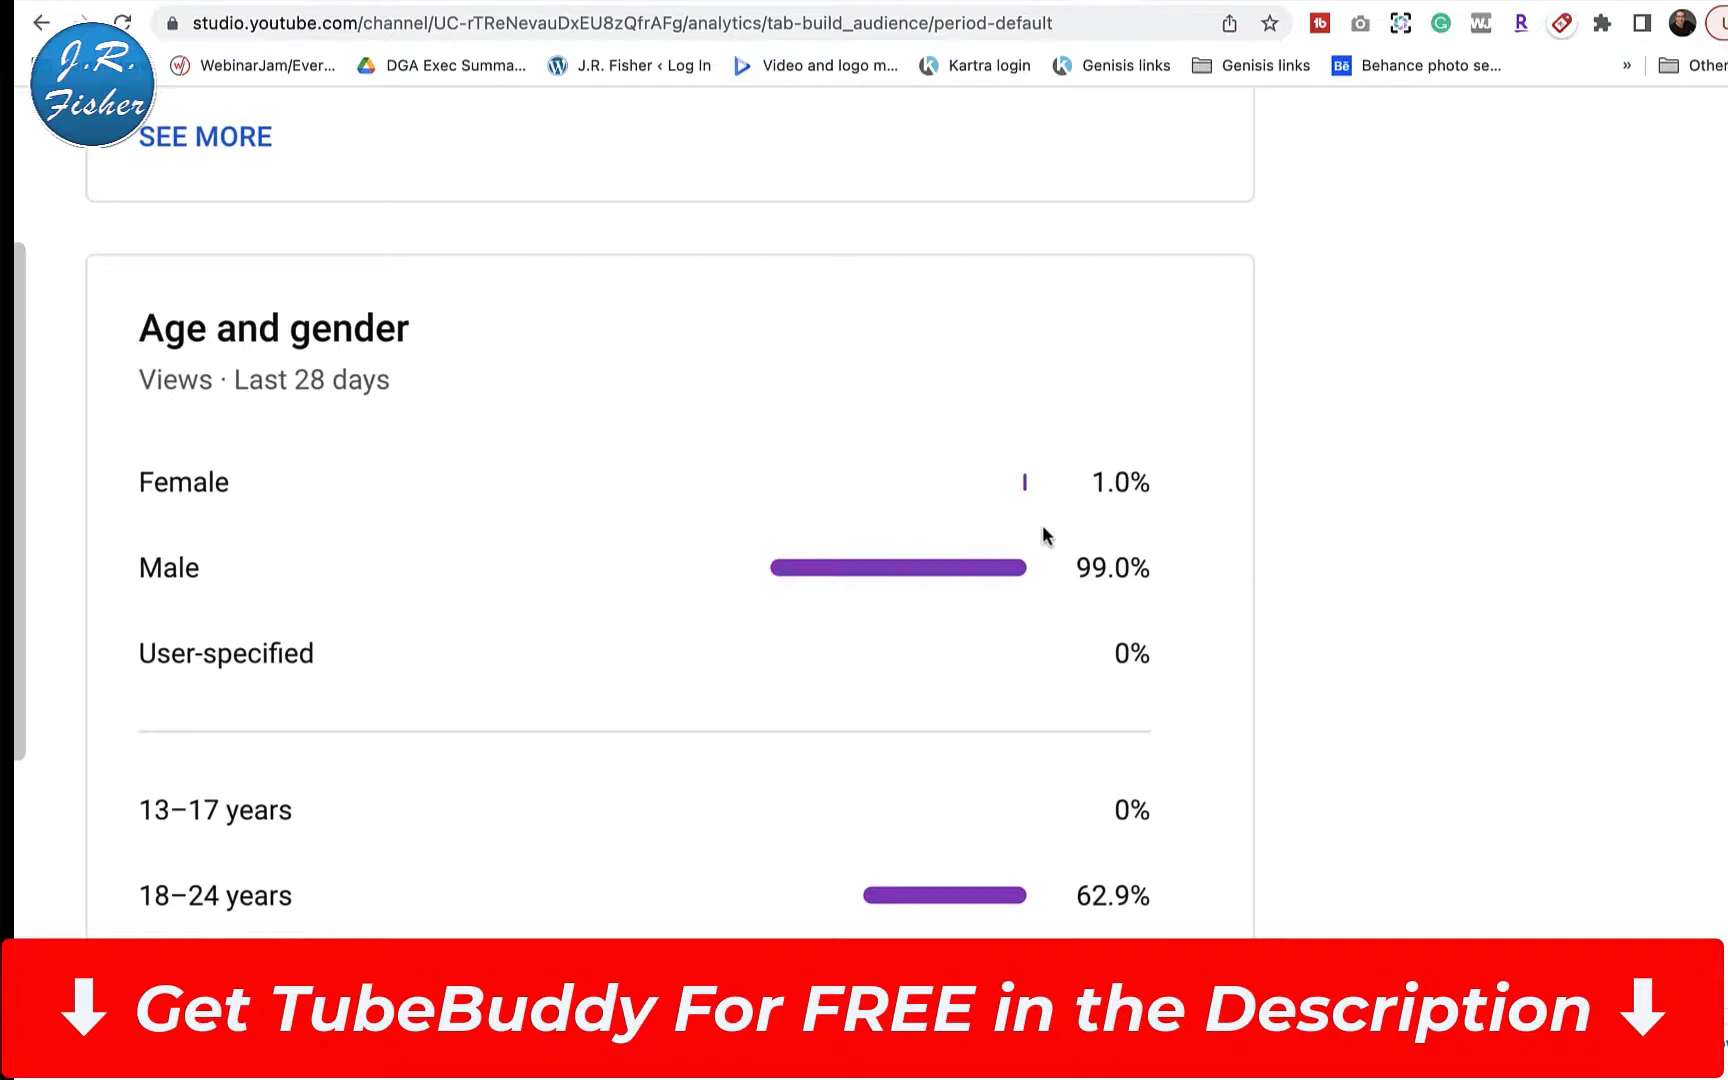 studio.youtube.com/channel/UC-rTReNevauDxEU8zQfrAFg/analytics/tab-build_audience/period-default
WebinarJam/Ever... DGA Exec Summa... J.R. Fisher ‹ Log In Video and logo m... Kartra login Genisis links Genisis links Behance photo se... » Other
J.R.
Fisher
SEE MORE
Age and gender
Views · Last 28 days
Female 1.0%
Male 99.0%
User-specified 0%
13–17 years 0%
18–24 years 62.9%
Get TubeBuddy For FREE in the Description